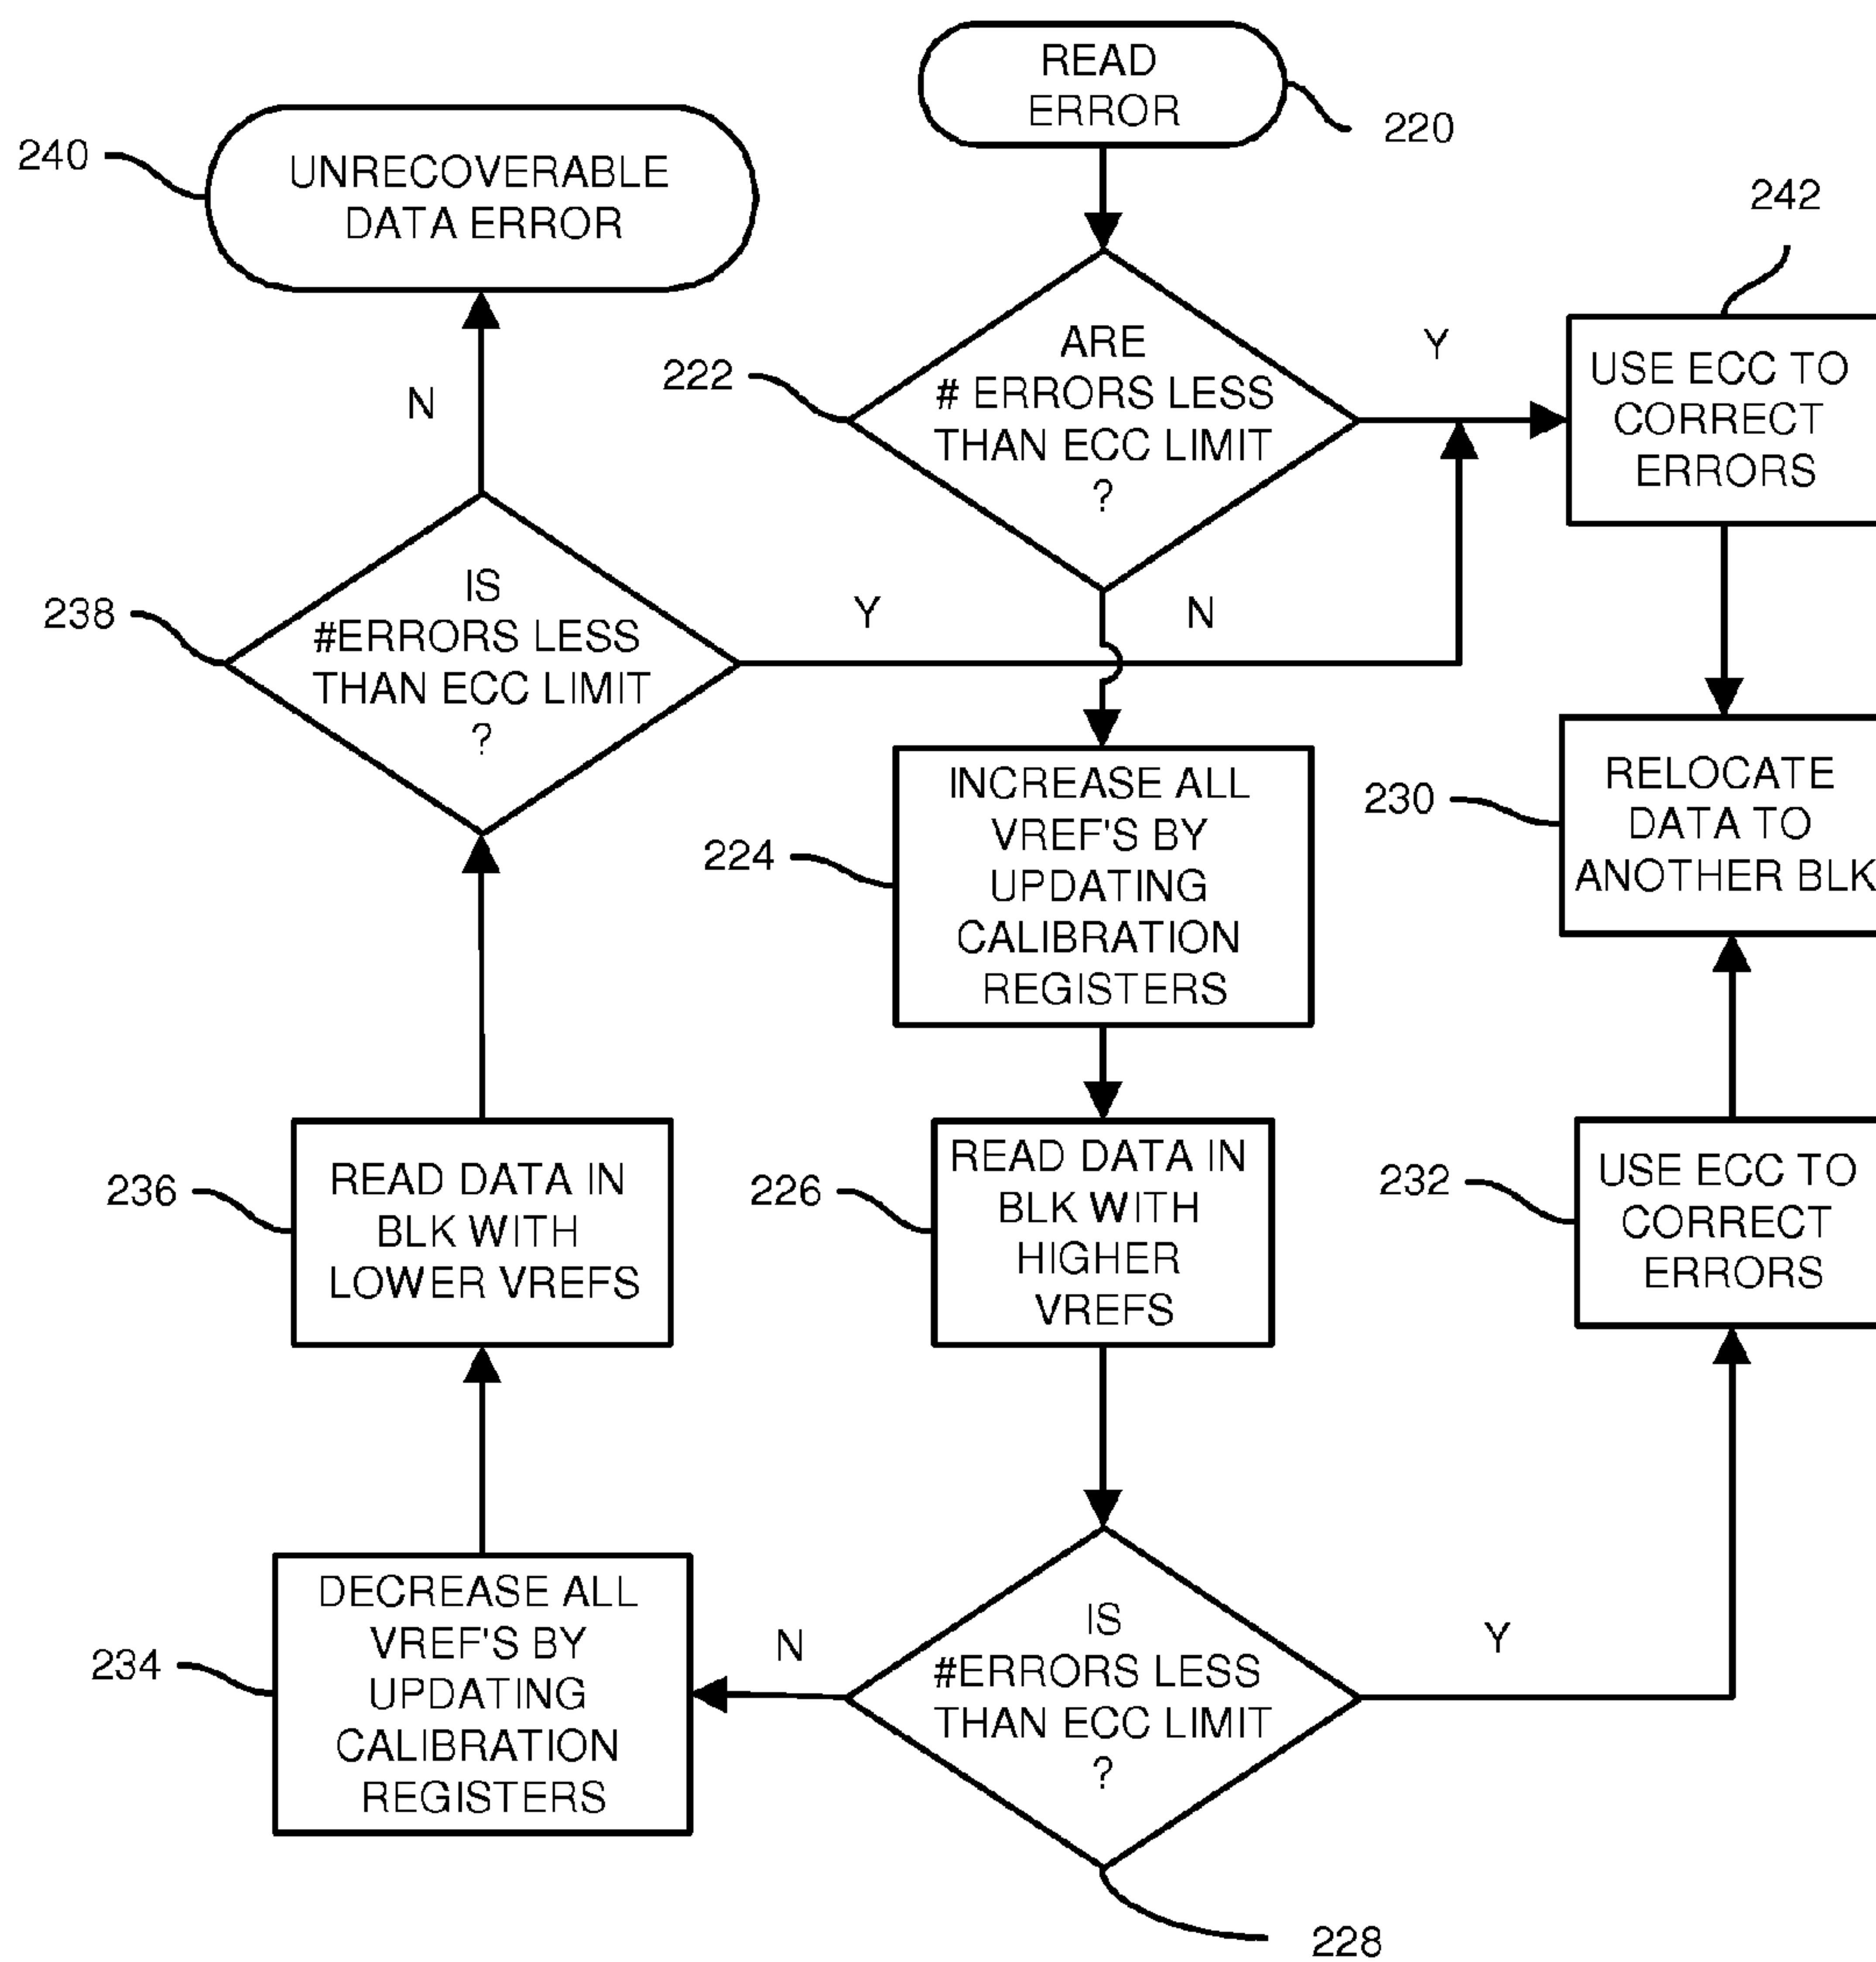 READ
ERROR
220
240
UNRECOVERABLE
DATA ERROR
242
222
ARE
# ERRORS LESS
THAN ECC LIMIT
?
Y
USE ECC TO
CORRECT
ERRORS
N
238
IS
#ERRORS LESS
THAN ECC LIMIT
?
Y
N
224
INCREASE ALL
VREF'S BY
UPDATING
CALIBRATION
REGISTERS
230
RELOCATE
DATA TO
ANOTHER BLK
236
READ DATA IN
BLK WITH
LOWER VREFS
226
READ DATA IN
BLK WITH
HIGHER
VREFS
232
USE ECC TO
CORRECT
ERRORS
234
DECREASE ALL
VREF'S BY
UPDATING
CALIBRATION
REGISTERS
N
IS
#ERRORS LESS
THAN ECC LIMIT
?
Y
228